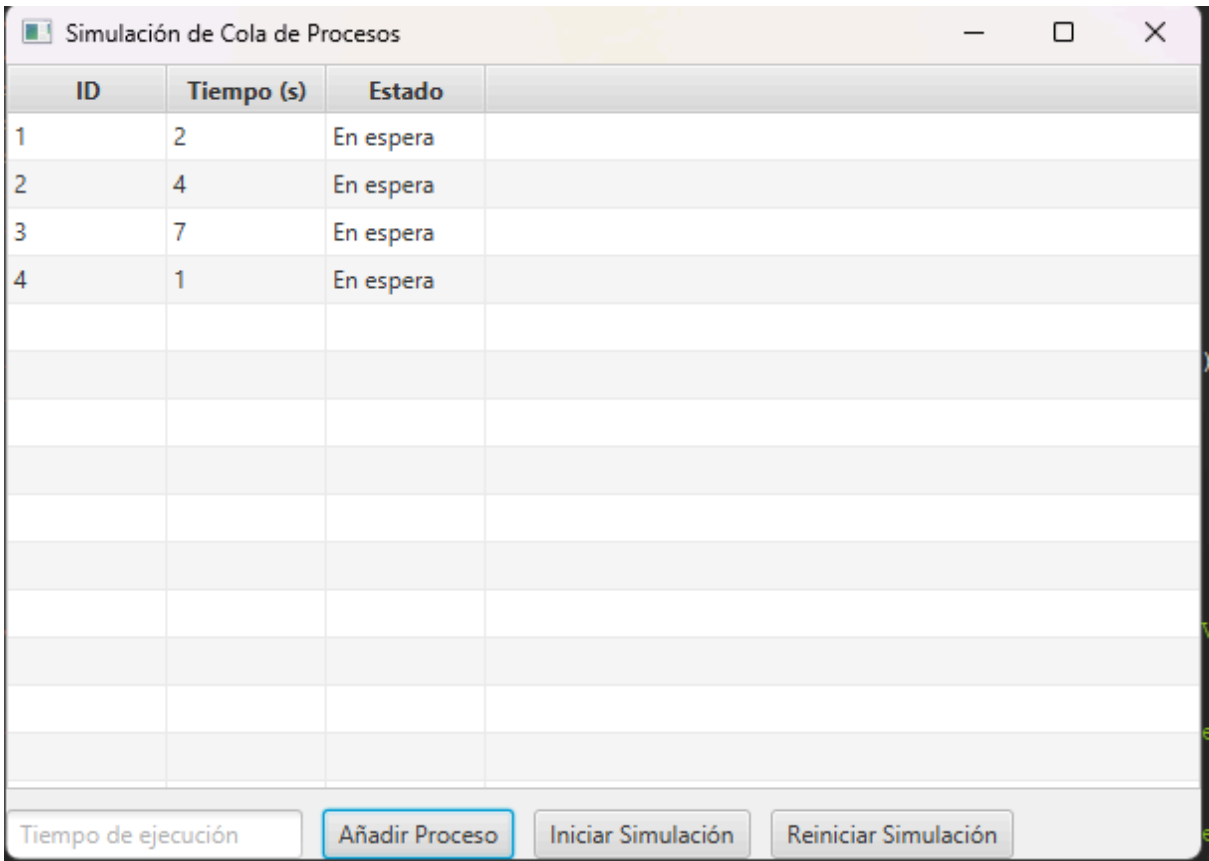 Simulación de Cola de Procesos
ID Tiempo (s) Estado
1 2 En espera
2 4 En espera
3 7 En espera
4 1 En espera
Tiempo de ejecución Añadir Proceso Iniciar Simulación Reiniciar Simulación